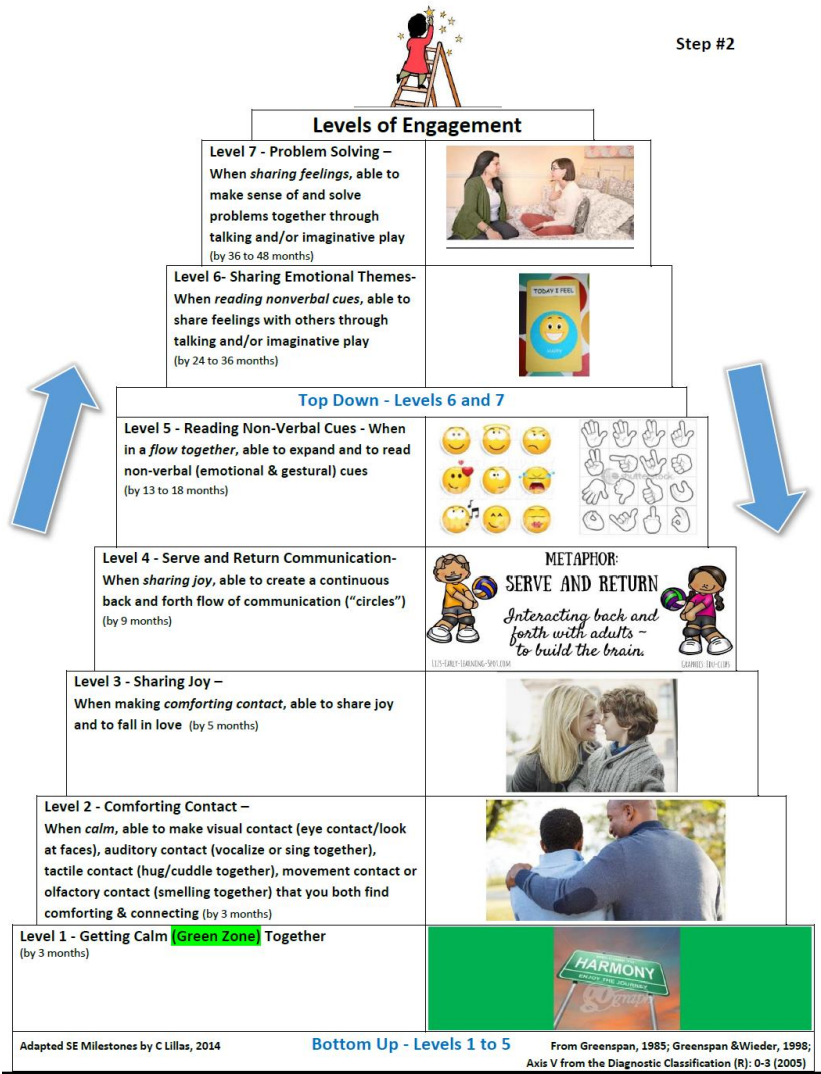 Step #2
Levels of Engagement
Level 7 - Problem Solving –
When sharing feelings, able to
make sense of and solve
problems together through
talking and/or imaginative play
(by 36 to 48 months)
Level 6- Sharing Emotional Themes-
When reading nonverbal cues, able to
share feelings with others through
talking and/or imaginative play
(by 24 to 36 months)
TODAY I FEEL
Top Down - Levels 6 and 7
Level 5 - Reading Non-Verbal Cues - When
in a flow together, able to expand and to read
non-verbal (emotional & gestural) cues
(by 13 to 18 months)
Level 4 - Serve and Return Communication-
When sharing joy, able to create a continuous
back and forth flow of communication ("circles")
(by 9 months)
METAPHOR:
SERVE AND RETURN
Interacting back and
forth with adults ~
to build the brain.
Level 3 - Sharing Joy –
When making comforting contact, able to share joy
and to fall in love (by 5 months)
Level 2 - Comforting Contact –
When calm, able to make visual contact (eye contact/look
at faces), auditory contact (vocalize or sing together),
tactile contact (hug/cuddle together), movement contact or
olfactory contact (smelling together) that you both find
comforting & connecting (by 3 months)
Level 1 - Getting Calm (Green Zone) Together
(by 3 months)
HARMONY
ENJOY THE JOURNEY
Adapted SE Milestones by C Lillas, 2014
Bottom Up - Levels 1 to 5
From Greenspan, 1985; Greenspan &Wieder, 1998;
Axis V from the Diagnostic Classification (R): 0-3 (2005)